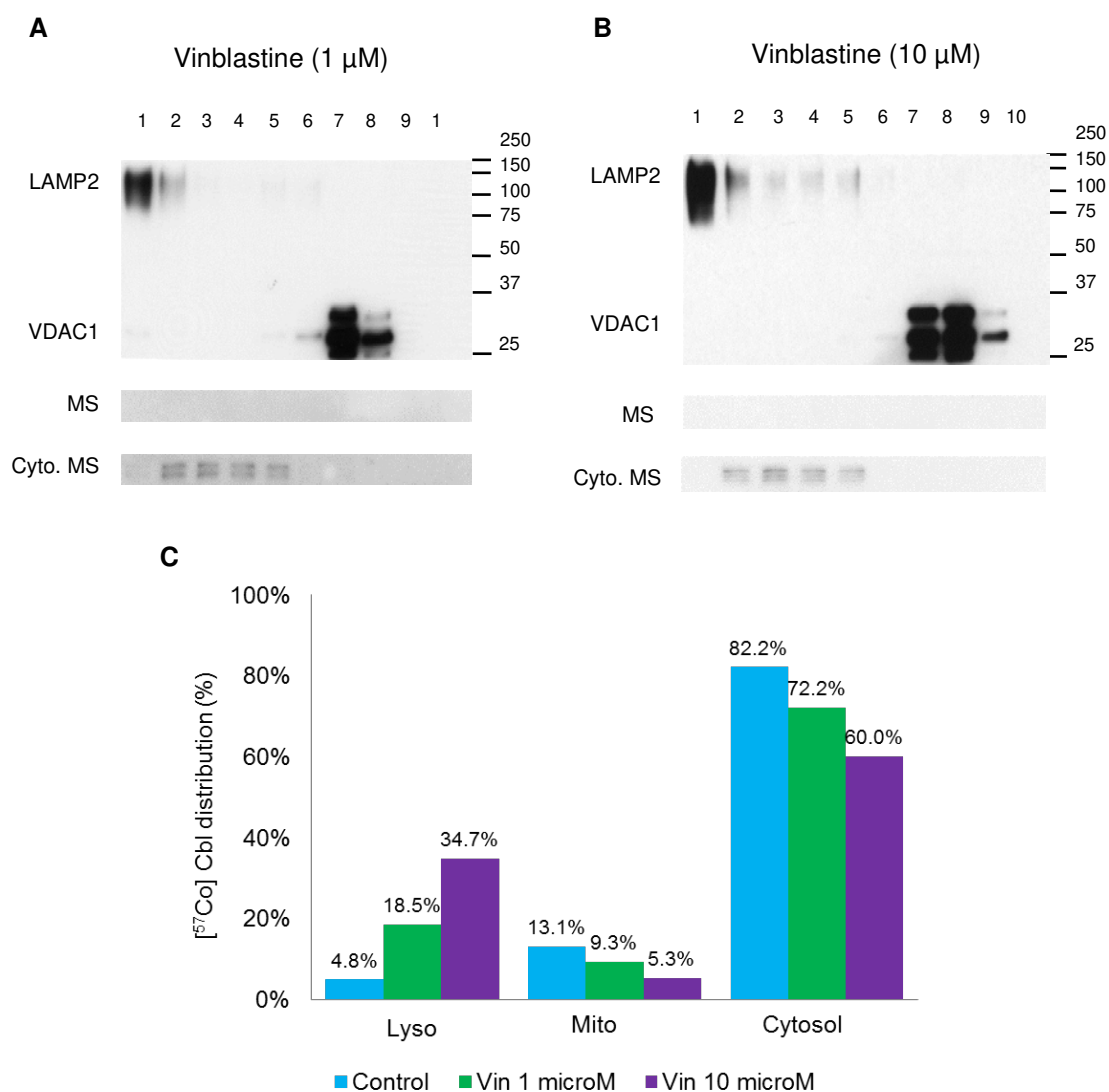 A
Vinblastine (1 µM)
1 2 3 4 5 6 7 8 9 1
LAMP2
250
150
100
75
50
37
VDAC1
25
MS
Cyto. MS
B
Vinblastine (10 µM)
1 2 3 4 5 6 7 8 9 10
LAMP2
250
150
100
75
50
37
VDAC1
25
MS
Cyto. MS
C
[57Co] Cbl distribution (%)
100%
80%
60%
40%
20%
0%
4.8% 18.5% 34.7%
13.1% 9.3% 5.3%
82.2% 72.2% 60.0%
Lyso Mito Cytosol
Control Vin 1 microM Vin 10 microM